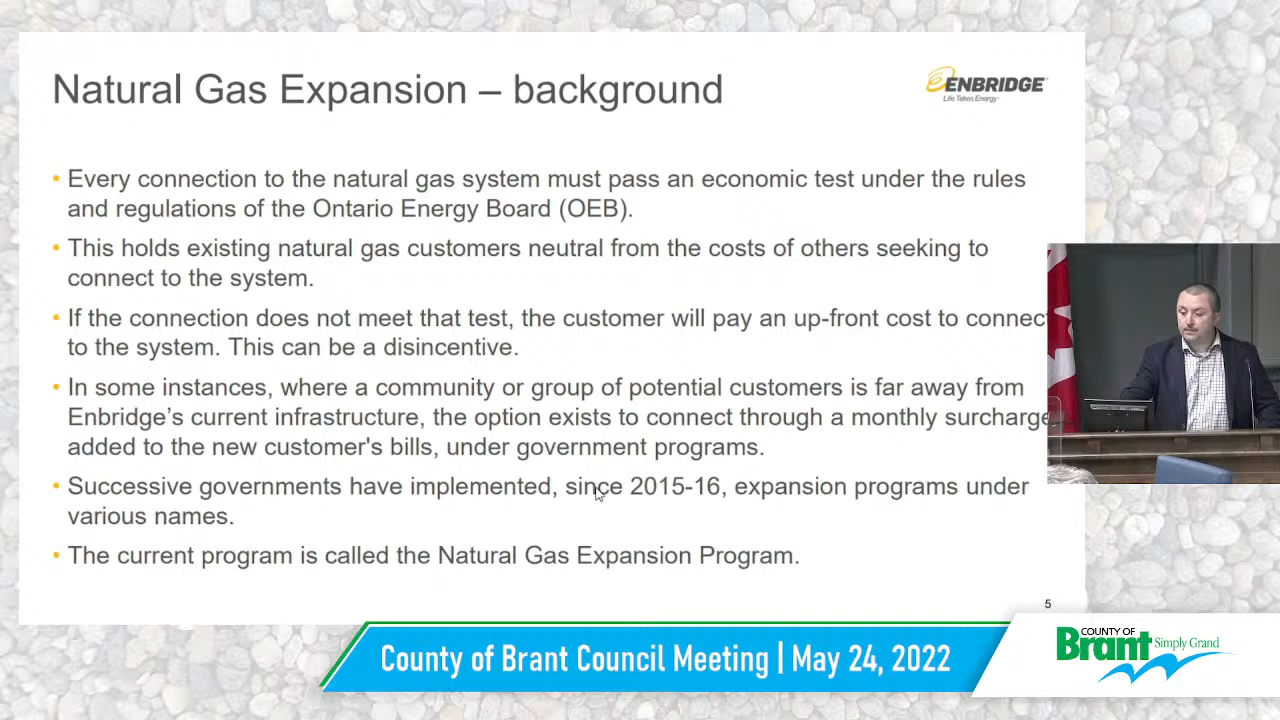 Natural Gas Expansion – background
ENBRIDGE
Life Takes Energy
• Every connection to the natural gas system must pass an economic test under the rules
and regulations of the Ontario Energy Board (OEB).
• This holds existing natural gas customers neutral from the costs of others seeking to
connect to the system.
• If the connection does not meet that test, the customer will pay an up-front cost to connect
to the system. This can be a disincentive.
• In some instances, where a community or group of potential customers is far away from
Enbridge’s current infrastructure, the option exists to connect through a monthly surcharge
added to the new customer's bills, under government programs.
• Successive governments have implemented, since 2015-16, expansion programs under
various names.
• The current program is called the Natural Gas Expansion Program.
5
County of Brant Council Meeting | May 24, 2022
COUNTY OF
Brant Simply Grand